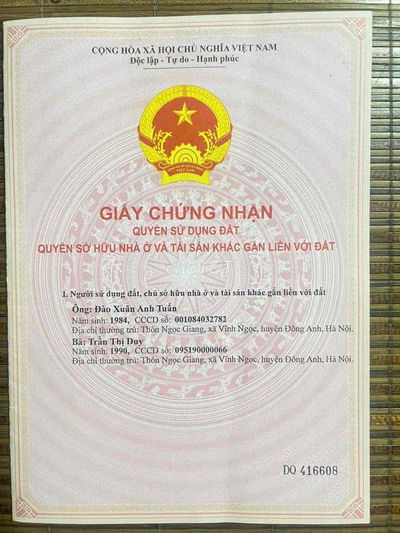 CỘNG HÒA XÃ HỘI CHỦ NGHĨA VIỆT NAM
Độc lập - Tự do - Hạnh phúc
VIỆT NAM
GIẤY CHỨNG NHẬN
QUYỀN SỬ DỤNG ĐẤT
QUYỀN SỞ HỮU NHÀ Ở VÀ TÀI SẢN KHÁC GẮN LIỀN VỚI ĐẤT
I. Người sử dụng đất, chủ sở hữu nhà ở và tài sản khác gắn liền với đất
Ông: Đào Xuân Anh Tuấn
Năm sinh: 1984, CCCD số: 001084032782
Địa chỉ thường trú: Thôn Ngọc Giang, xã Vĩnh Ngọc, huyện Đông Anh, Hà Nội.
Bà: Trần Thị Duy
Năm sinh: 1990, CCCD số: 095190000066
Địa chỉ thường trú: Thôn Ngọc Giang, xã Vĩnh Ngọc, huyện Đông Anh, Hà Nội.
DQ 416608